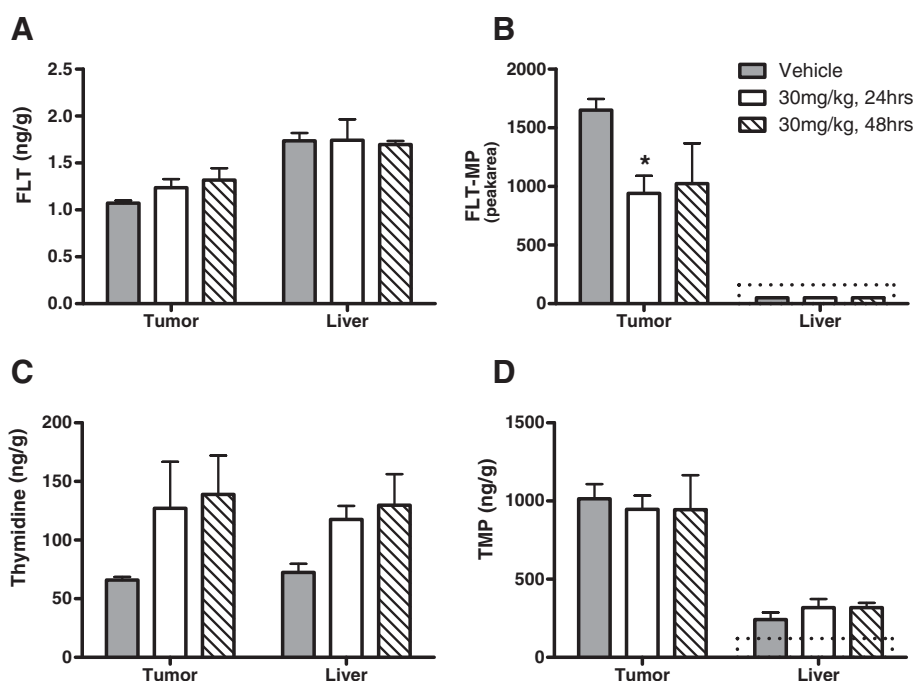 A
B
FLT (ng/g)
2.5
2.0
1.5
1.0
0.5
0.0
Tumor
Liver
FLT-MP
(peakarea)
2000
1500
1000
500
0
*
Tumor
Liver
Vehicle
30mg/kg, 24hrs
30mg/kg, 48hrs
C
D
Thymidine (ng/g)
200
150
100
50
0
Tumor
Liver
TMP (ng/g)
1500
1000
500
0
Tumor
Liver